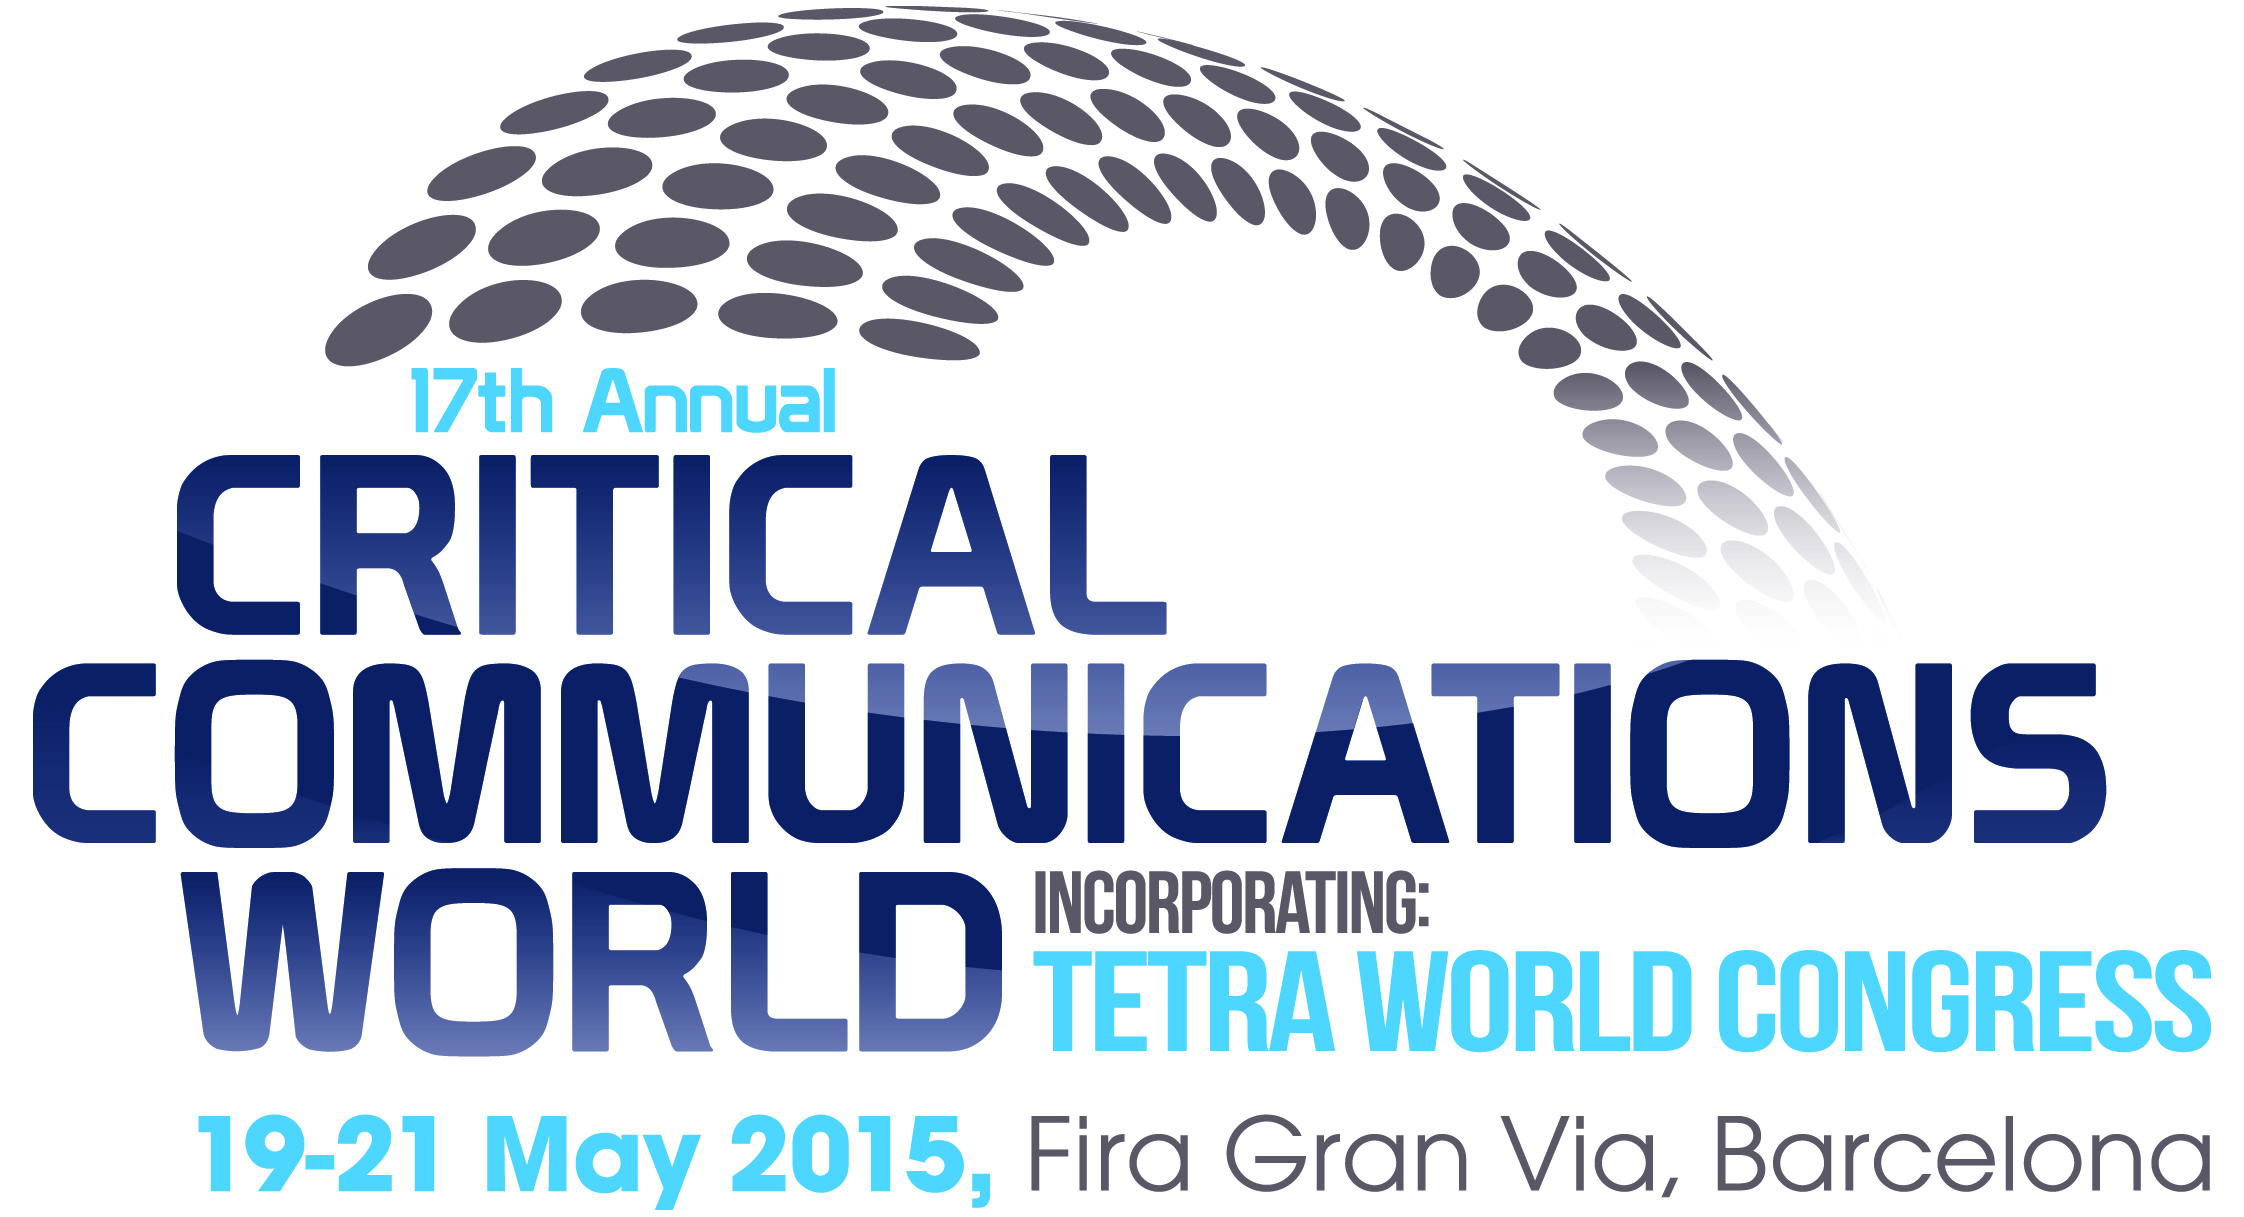 17th Annual
CRITICAL
COMMUNICATIONS
WORLD
INCORPORATING:
TETRA WORLD CONGRESS
19-21 May 2015, Fira Gran Via, Barcelona